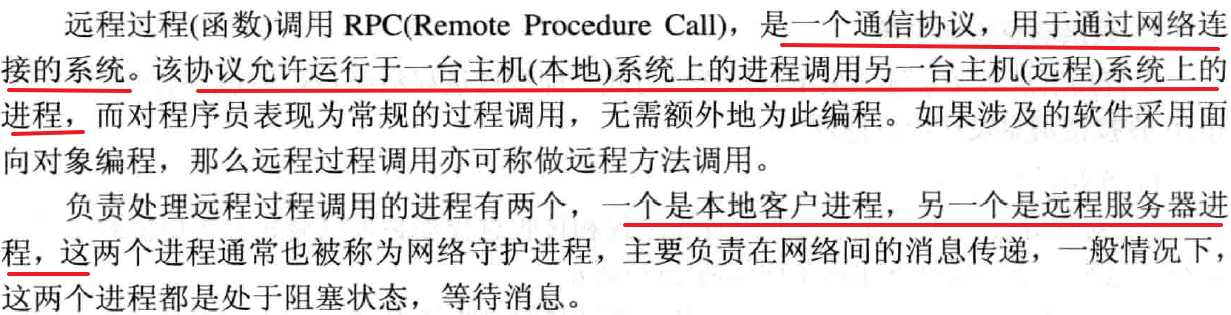 远程过程(函数)调用 RPC(Remote Procedure Call)，是一个通信协议，用于通过网络连
接的系统。该协议允许运行于一台主机(本地)系统上的进程调用另一台主机(远程)系统上的
进程，而对程序员表现为常规的过程调用，无需额外地为此编程。如果涉及的软件采用面
向对象编程，那么远程过程调用亦可称做远程方法调用。
负责处理远程过程调用的进程有两个，一个是本地客户进程，另一个是远程服务器进
程，这两个进程通常也被称为网络守护进程，主要负责在网络间的消息传递，一般情况下，
这两个进程都是处于阻塞状态，等待消息。